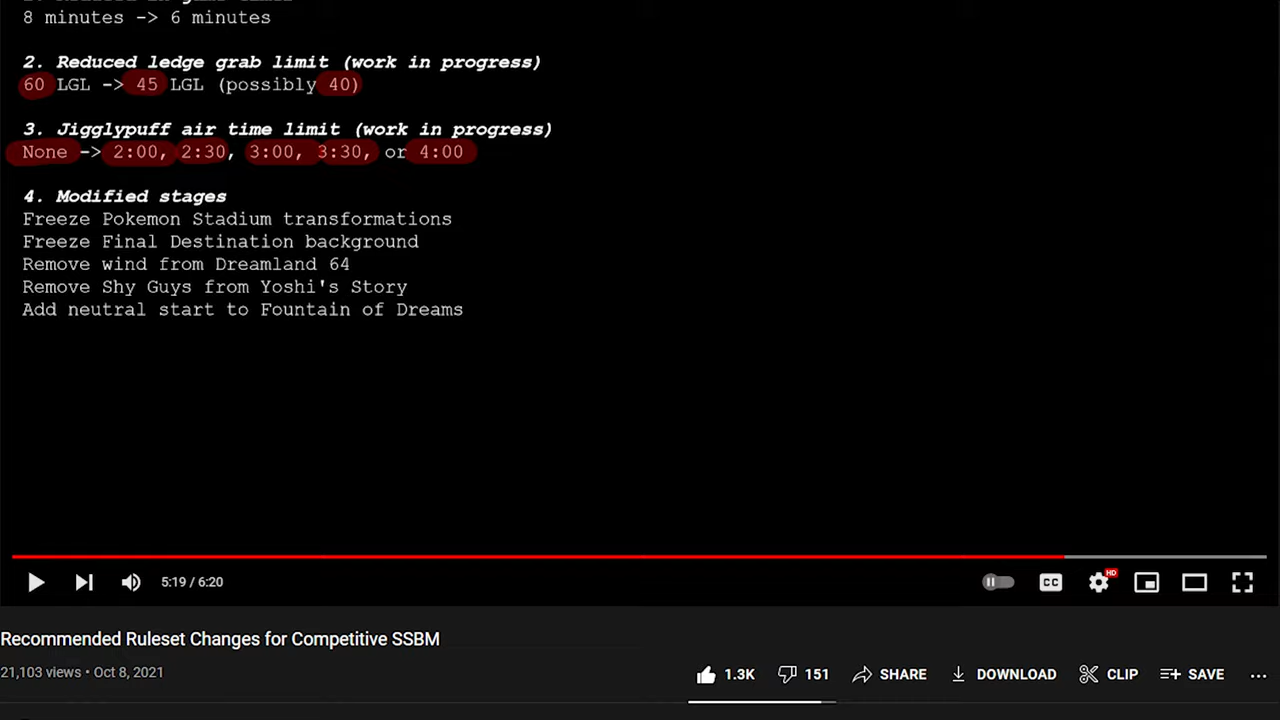 8 minutes -> 6 minutes
2. Reduced ledge grab limit (work in progress)
60 LGL -> 45 LGL (possibly 40)
3. Jigglypuff air time limit (work in progress)
None -> 2:00, 2:30, 3:00, 3:30, or 4:00
4. Modified stages
Freeze Pokemon Stadium transformations
Freeze Final Destination background
Remove wind from Dreamland 64
Remove Shy Guys from Yoshi's Story
Add neutral start to Fountain of Dreams
5:19 / 6:20
CC
HD
Recommended Ruleset Changes for Competitive SSBM
21,103 views • Oct 8, 2021
1.3K 151 SHARE DOWNLOAD CLIP SAVE